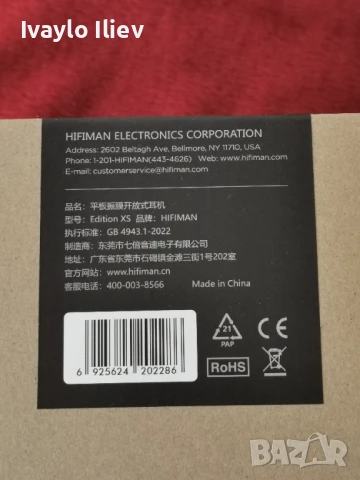 Ivaylo Iliev
HIFIMAN ELECTRONICS CORPORATION
Address: 2602 Beltagh Ave, Bellmore, NY 11710, USA
Phone: 1-201-HIFIMAN(443-4626) Web: www.hifiman.com
E-mail: customerservice@hifiman.com
品名: 平板振膜开放式耳机
型号: Edition XS 品牌: HIFIMAN
执行标准: GB 4943.1-2022
制造商: 东莞市七倍音速电子有限公司
地址: 广东省东莞市石碣镇金滩三街1号202室
官方网站: www.hifiman.com
客服电话: 400-003-8566 Made in China
6 925624 202286
21
PAP
CE
RoHS
BAZAR
bg